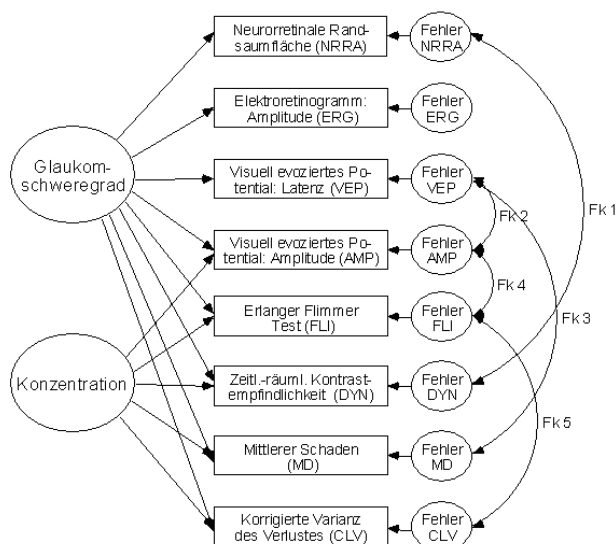 Neurorretinale Rand-
saumfläche (NRRA)
Fehler
NRRA
Elektroretinogramm:
Amplitude (ERG)
Fehler
ERG
Glaukom-
schweregrad
Visuell evoziertes Po-
tential: Latenz (VEP)
Fehler
VEP
Fk 1
Fk 2
Visuell evoziertes Po-
tential: Amplitude (AMP)
Fehler
AMP
Fk 4
Erlanger Flimmer
Test (FLI)
Fehler
FLI
Fk 3
Konzentration
Zeitl.-räuml. Kontrast-
empfindlichkeit (DYN)
Fehler
DYN
Fk 5
Mittlerer Schaden
(MD)
Fehler
MD
Korrigierte Varianz
des Verlustes (CLV)
Fehler
CLV